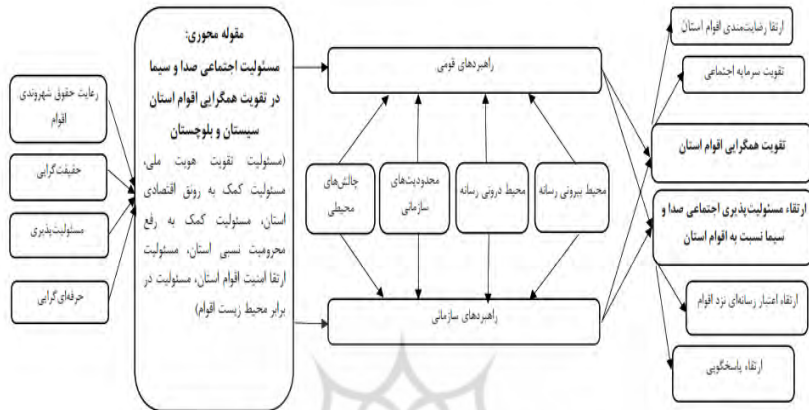 رعایت حقوق شهروندی
اقوام
حقیقت‌گرایی
مسئولیت‌پذیری
حرفه‌ای‌گرایی
مقوله محوری:
مسئولیت اجتماعی صدا و سیما
در تقویت همگرایی اقوام استان
سیستان و بلوچستان
(مسئولیت تقویت هویت ملی،
مسئولیت کمک به رونق اقتصادی
استان، مسئولیت کمک به رفع
محرومیت نسبی استان، مسئولیت
ارتقا امنیت اقوام استان، مسئولیت در
برابر محیط زیست اقوام)
راهبردهای قومی
چالش‌های
محیطی
محدودیت‌های
سازمانی
محیط درونی رسانه
محیط بیرونی رسانه
راهبردهای سازمانی
ارتقا رضایت‌مندی اقوام استان
تقویت سرمایه اجتماعی
تقویت همگرایی اقوام استان
ارتقاء مسئولیت‌پذیری اجتماعی صدا و
سیما نسبت به اقوام استان
ارتقاء اعتبار رسانه‌ای نزد اقوام
ارتقاء پاسخگویی